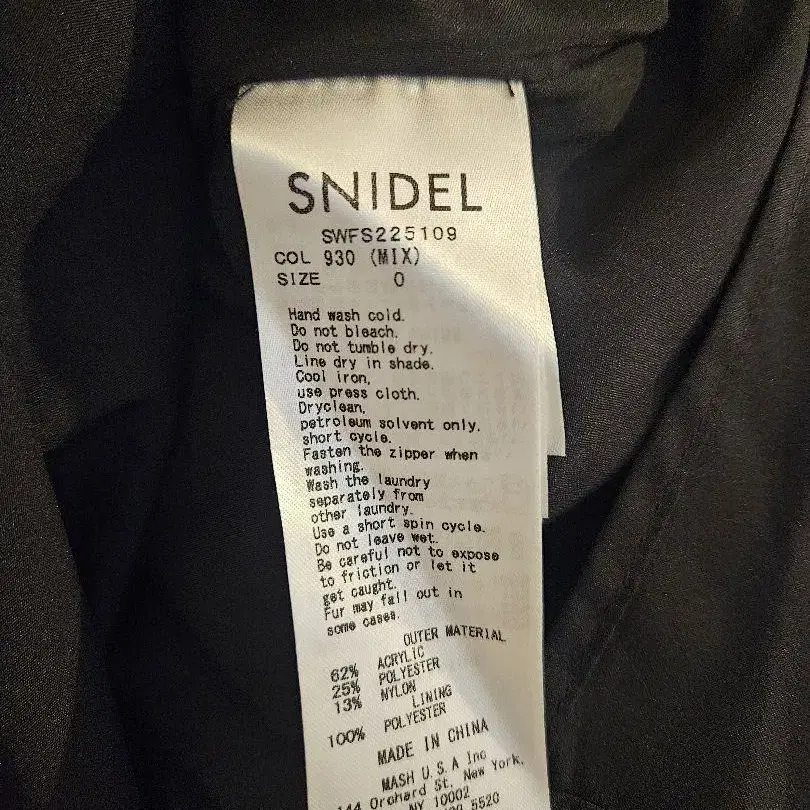 SNIDEL
SWFS225109
COL 930 (MIX)
SIZE 0
Hand wash cold.
Do not bleach.
Do not tumble dry.
Line dry in shade.
Cool iron,
use press cloth.
Dryclean,
petroleum solvent only.
short cycle.
Fasten the zipper when
washing.
Wash the laundry
separately from
other laundry.
Use a short spin cycle.
Do not leave wet.
Be careful not to expose
to friction or let it
get caught.
Fur may fall out in
some cases.
OUTER MATERIAL
62% ACRYLIC
25% POLYESTER
13% NYLON
LINING
100% POLYESTER
MADE IN CHINA
MASH U.S.A Inc
144 Orchard St. New York,
NY 10002
5520